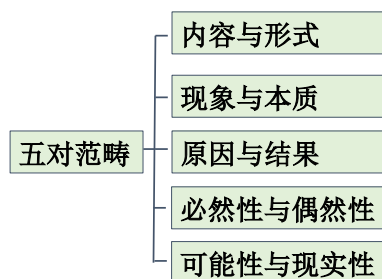 五对范畴
内容与形式
现象与本质
原因与结果
必然性与偶然性
可能性与现实性